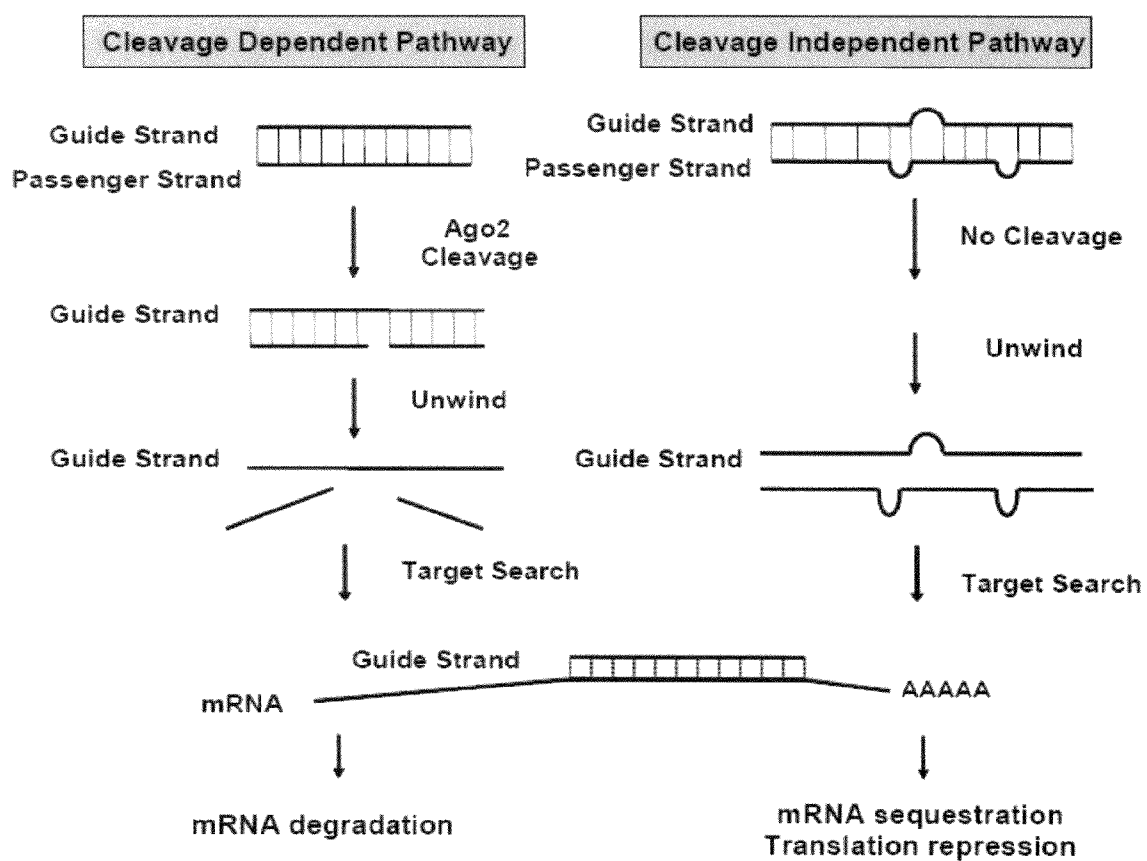 Cleavage Dependent Pathway
Cleavage Independent Pathway
Guide Strand
Passenger Strand
Guide Strand
Passenger Strand
Ago2
Cleavage
No Cleavage
Guide Strand
Unwind
Unwind
Guide Strand
Guide Strand
Target Search
Target Search
Guide Strand
mRNA
AAAAA
mRNA degradation
mRNA sequestration
Translation repression